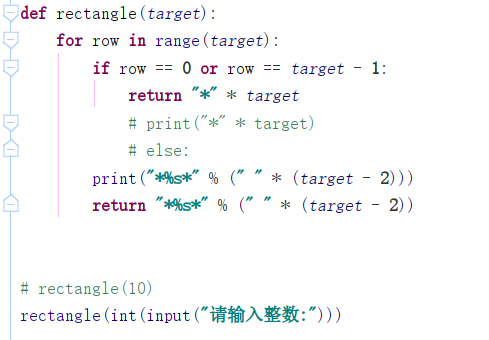 def rectangle(target):
    for row in range(target):
        if row == 0 or row == target - 1:
            return "*" * target
            # print("*" * target)
            # else:
        print("*%s*" % (" " * (target - 2)))
        return "*%s*" % (" " * (target - 2))
# rectangle(10)
rectangle(int(input("请输入整数:")))